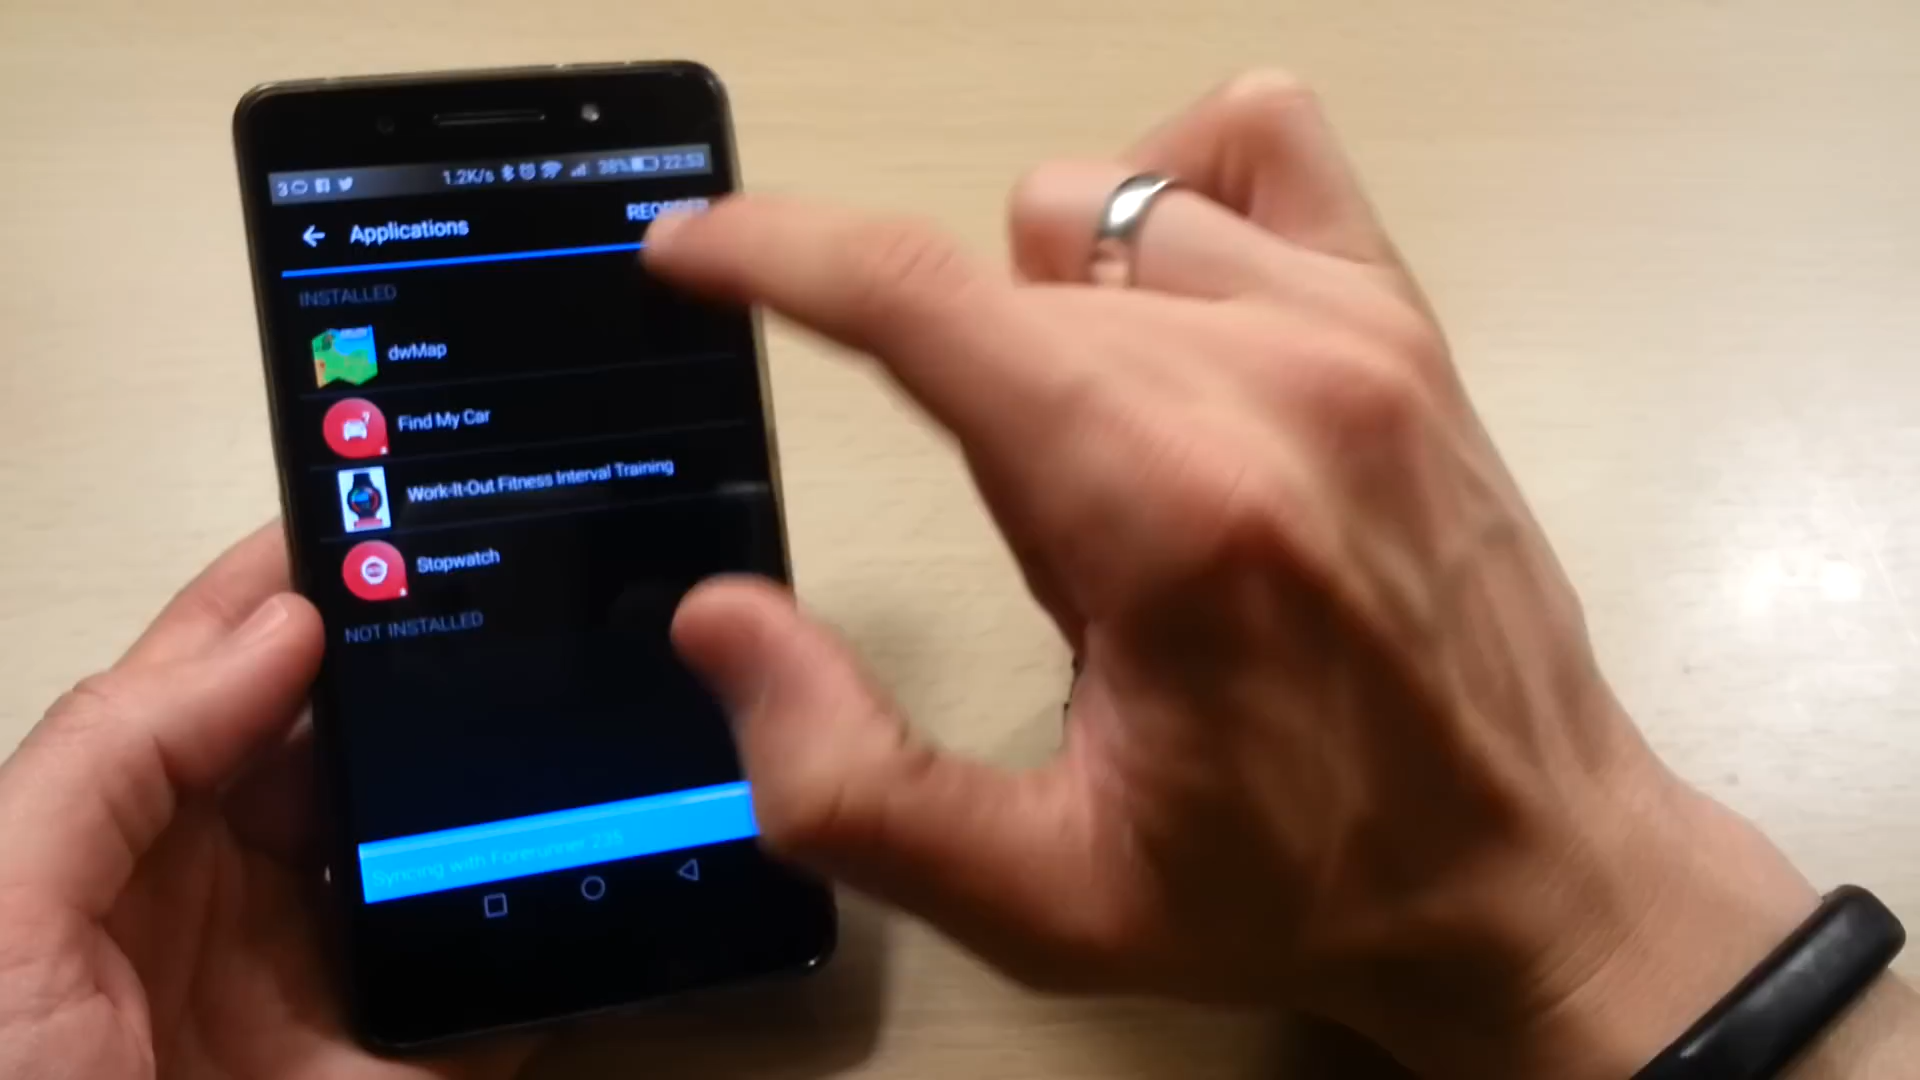 3 1.2K/s 38% 22:53
Applications
REORDER
INSTALLED
dwMap
Find My Car
Work-It-Out Fitness Interval Training
Stopwatch
NOT INSTALLED
Syncing with Forerunner 235